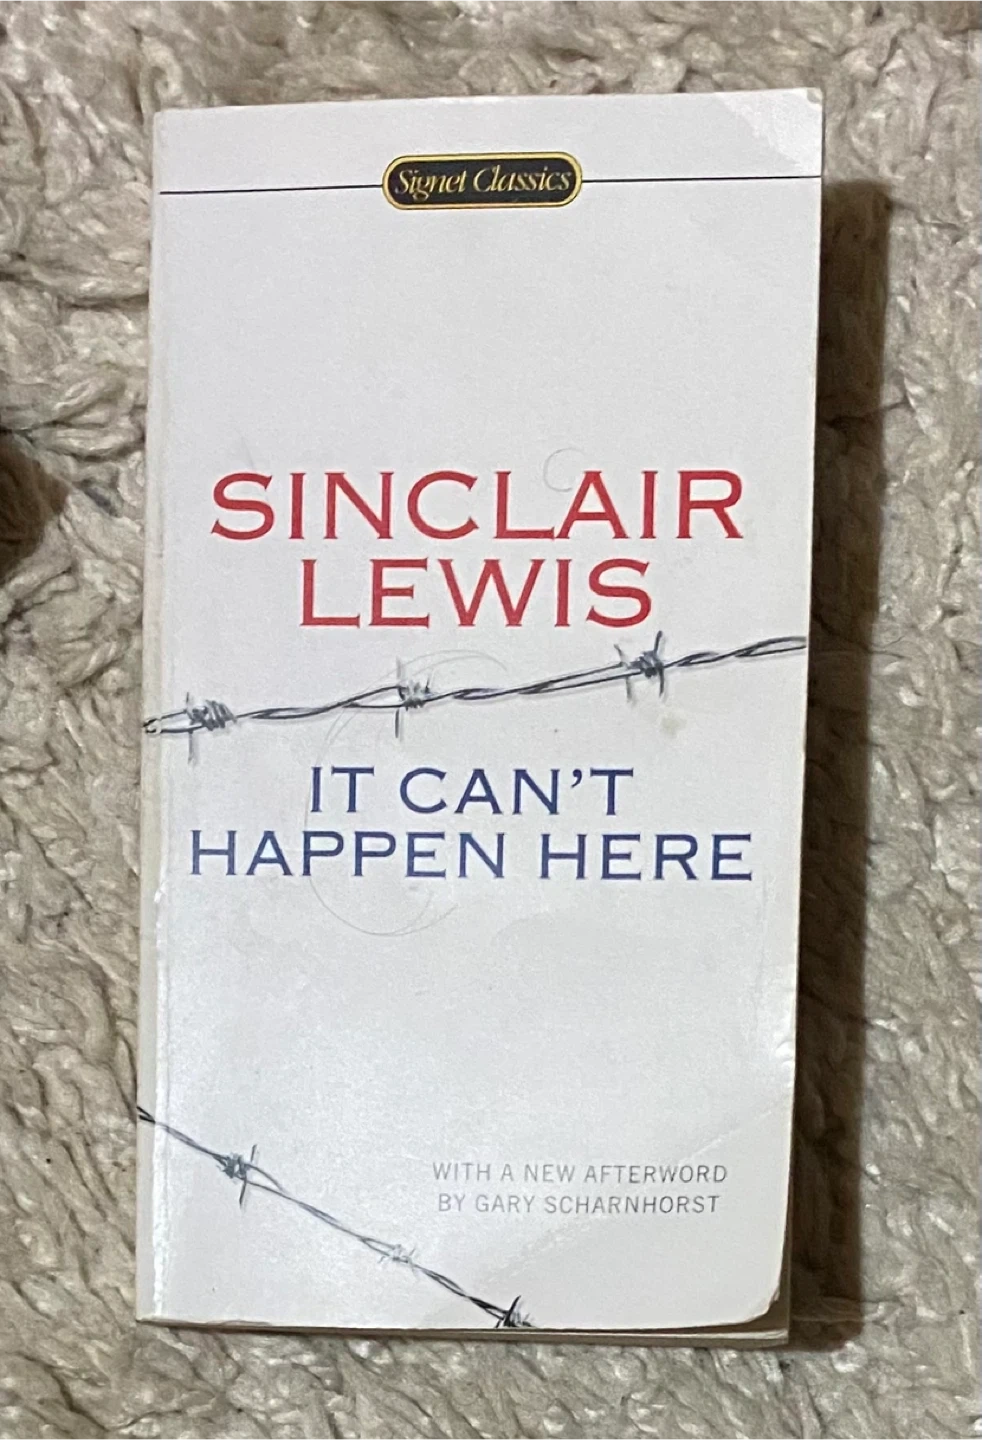 Signet Classics
SINCLAIR
LEWIS
IT CAN'T
HAPPEN HERE
WITH A NEW AFTERWORD
BY GARY SCHARNHORST